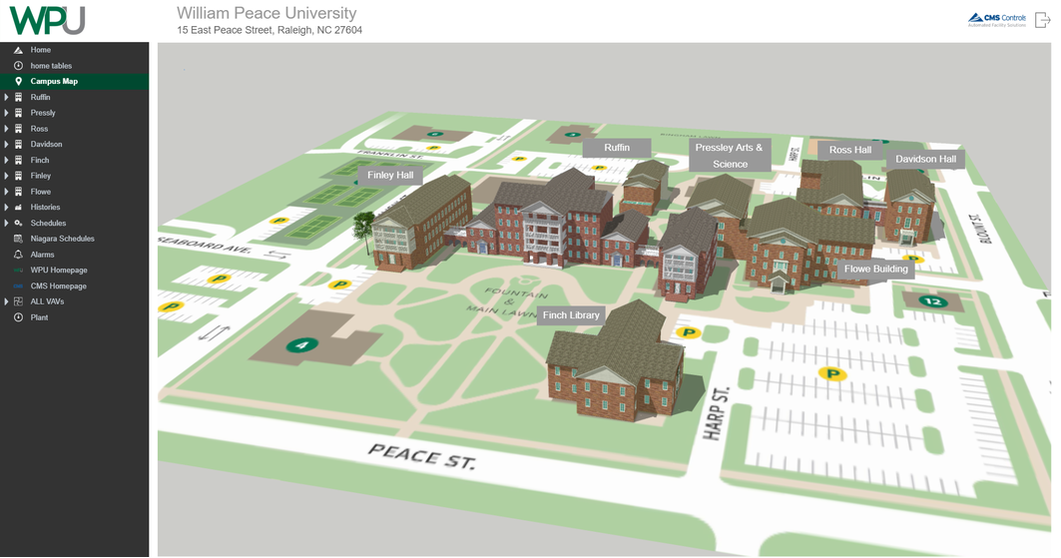 WPU
William Peace University
15 East Peace Street, Raleigh, NC 27604
CMS Controls
Automated Facility Solutions
Home
home tables
Campus Map
Ruffin
Pressly
Ross
Davidson
Finch
Finley
Flowe
Histories
Schedules
Niagara Schedules
Alarms
WPU Homepage
CMS Homepage
ALL VAVs
Plant
FRANKLIN ST.
HARP ST.
Ruffin
Pressley Arts &
Science
Ross Hall
Davidson Hall
Finley Hall
P
P
P
SEABOARD AVE.
BLOUNT ST.
P
P
P
P
Flowe Building
FOUNTAIN
&
MAIN LAWN
12
Finch Library
P
4
P
HARP ST.
PEACE ST.